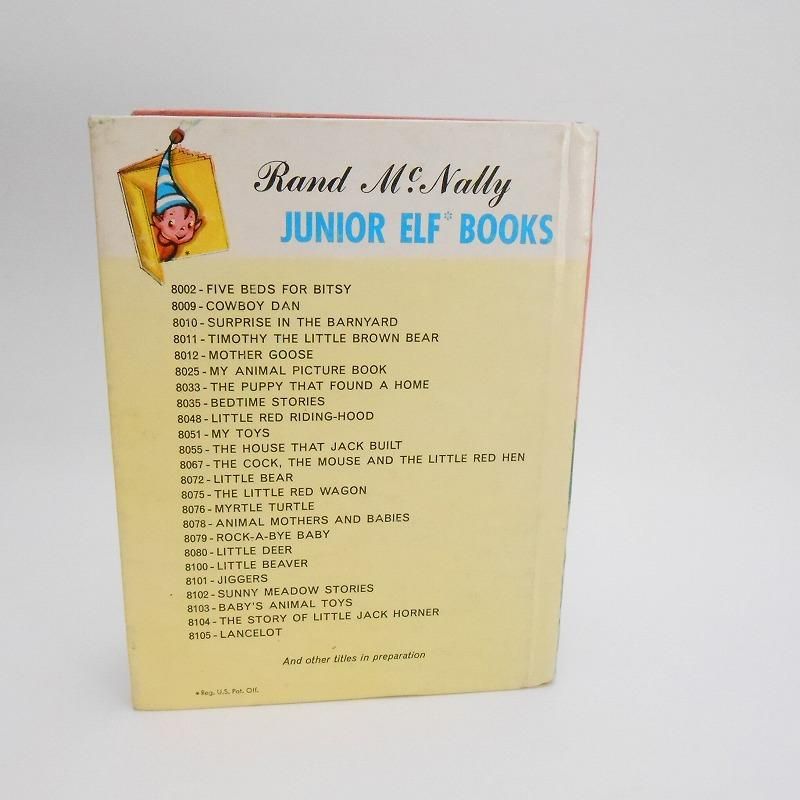 Rand McNally
JUNIOR ELF* BOOKS
8002 - FIVE BEDS FOR BITSY
8009 - COWBOY DAN
8010 - SURPRISE IN THE BARNYARD
8011 - TIMOTHY THE LITTLE BROWN BEAR
8012 - MOTHER GOOSE
8025 - MY ANIMAL PICTURE BOOK
8033 - THE PUPPY THAT FOUND A HOME
8035 - BEDTIME STORIES
8048 - LITTLE RED RIDING-HOOD
8051 - MY TOYS
8055 - THE HOUSE THAT JACK BUILT
8067 - THE COCK, THE MOUSE AND THE LITTLE RED HEN
8072 - LITTLE BEAR
8075 - THE LITTLE RED WAGON
8076 - MYRTLE TURTLE
8078 - ANIMAL MOTHERS AND BABIES
8079 - ROCK-A-BYE BABY
8080 - LITTLE DEER
8100 - LITTLE BEAVER
8101 - JIGGERS
8102 - SUNNY MEADOW STORIES
8103 - BABY'S ANIMAL TOYS
8104 - THE STORY OF LITTLE JACK HORNER
8105 - LANCELOT
And other titles in preparation
* Reg. U.S. Pat. Off.